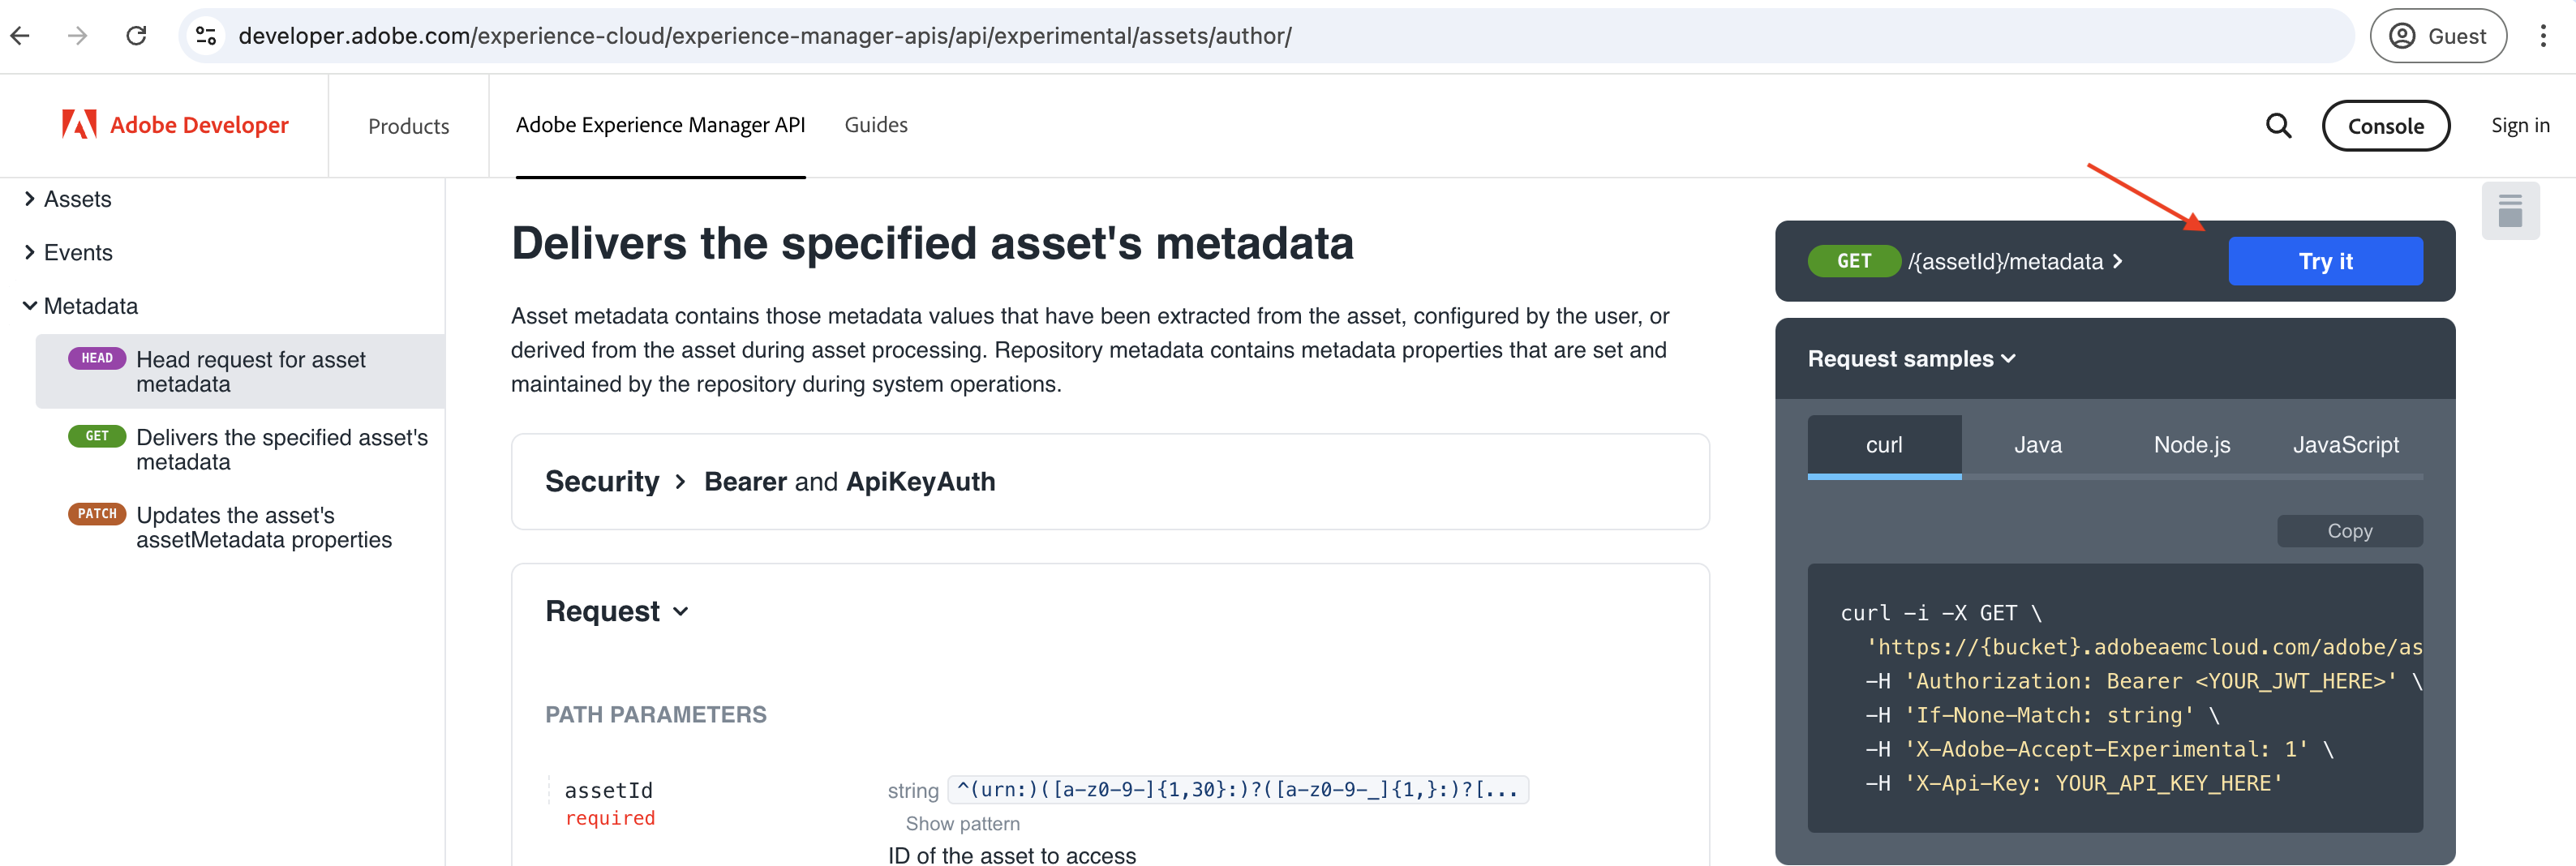 developer.adobe.com/experience-cloud/experience-manager-apis/api/experimental/assets/author/
Guest
Adobe Developer
Products
Adobe Experience Manager API
Guides
Console
Sign in
Assets
Events
Metadata
HEAD Head request for asset
metadata
GET Delivers the specified asset's
metadata
PATCH Updates the asset's
assetMetadata properties
Delivers the specified asset's metadata
Asset metadata contains those metadata values that have been extracted from the asset, configured by the user, or
derived from the asset during asset processing. Repository metadata contains metadata properties that are set and
maintained by the repository during system operations.
Security > Bearer and ApiKeyAuth
Request
PATH PARAMETERS
assetId
required
string ^(urn:)([a-z0-9-]{1,30}:)?([a-z0-9-_]{1,}:)?[...
Show pattern
ID of the asset to access
GET /{assetId}/metadata >
Try it
Request samples
curl
Java
Node.js
JavaScript
Copy
curl -i -X GET \
'https://{bucket}.adobeaemcloud.com/adobe/as
-H 'Authorization: Bearer <YOUR_JWT_HERE>' \
-H 'If-None-Match: string' \
-H 'X-Adobe-Accept-Experimental: 1' \
-H 'X-Api-Key: YOUR_API_KEY_HERE'